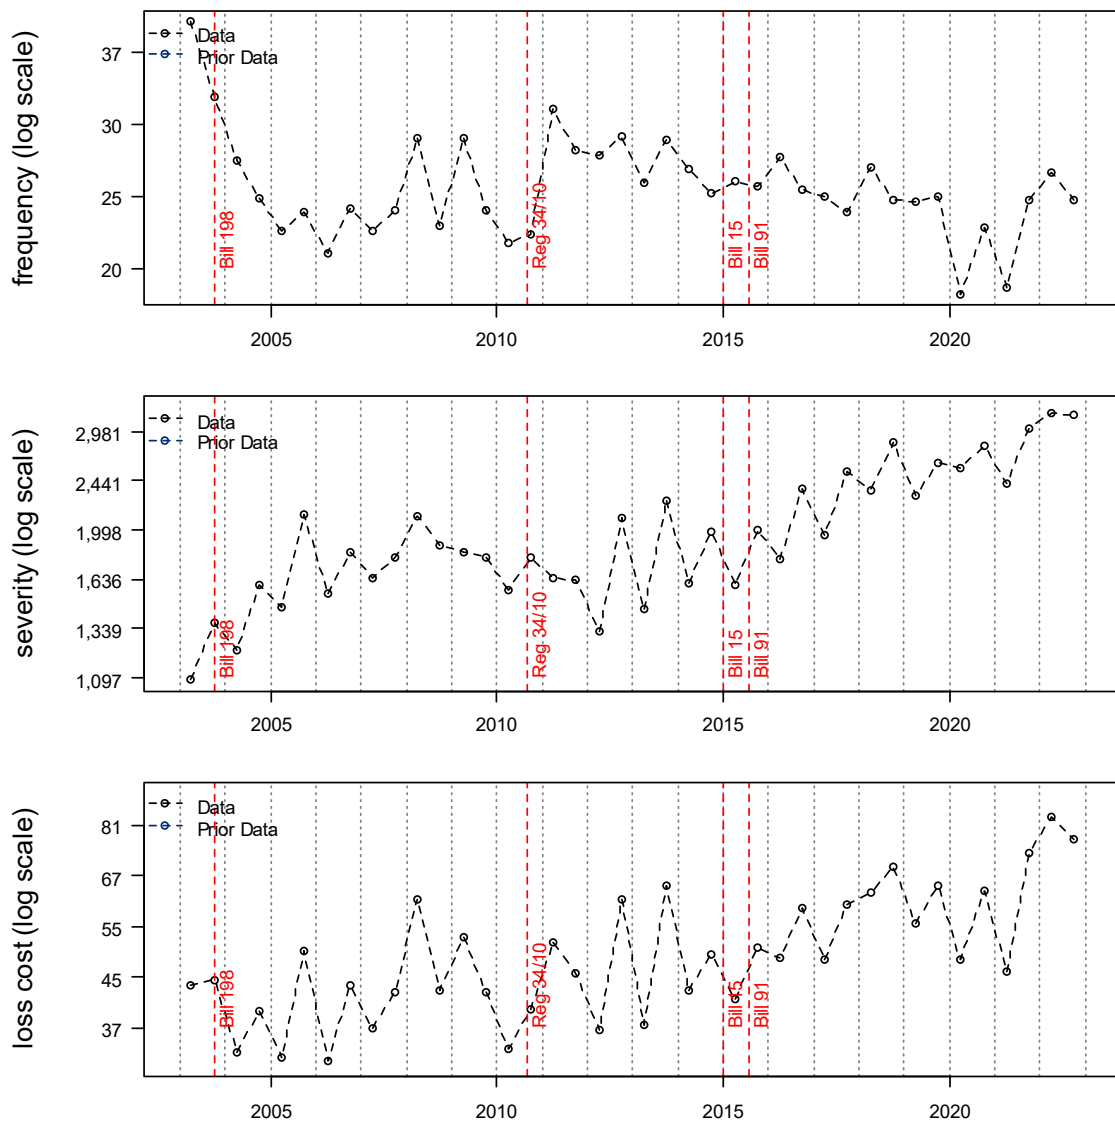 frequency (log scale)
37
30
25
20
Data
Prior Data
Bill 198
Reg 34/10
Bill 15
Bill 91
2005
2010
2015
2020
severity (log scale)
2,981
2,441
1,998
1,636
1,339
1,097
Data
Prior Data
Bill 198
Reg 34/10
Bill 15
Bill 91
2005
2010
2015
2020
loss cost (log scale)
81
67
55
45
37
Data
Prior Data
Bill 198
Reg 34/10
Bill 15
Bill 91
2005
2010
2015
2020